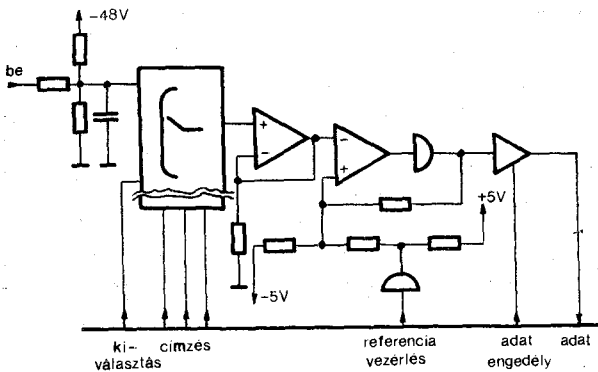 -48V
be
+
-
-
+
+5V
-5V
ki-
választás
címzés
referencia
vezérlés
adat
engedély
adat